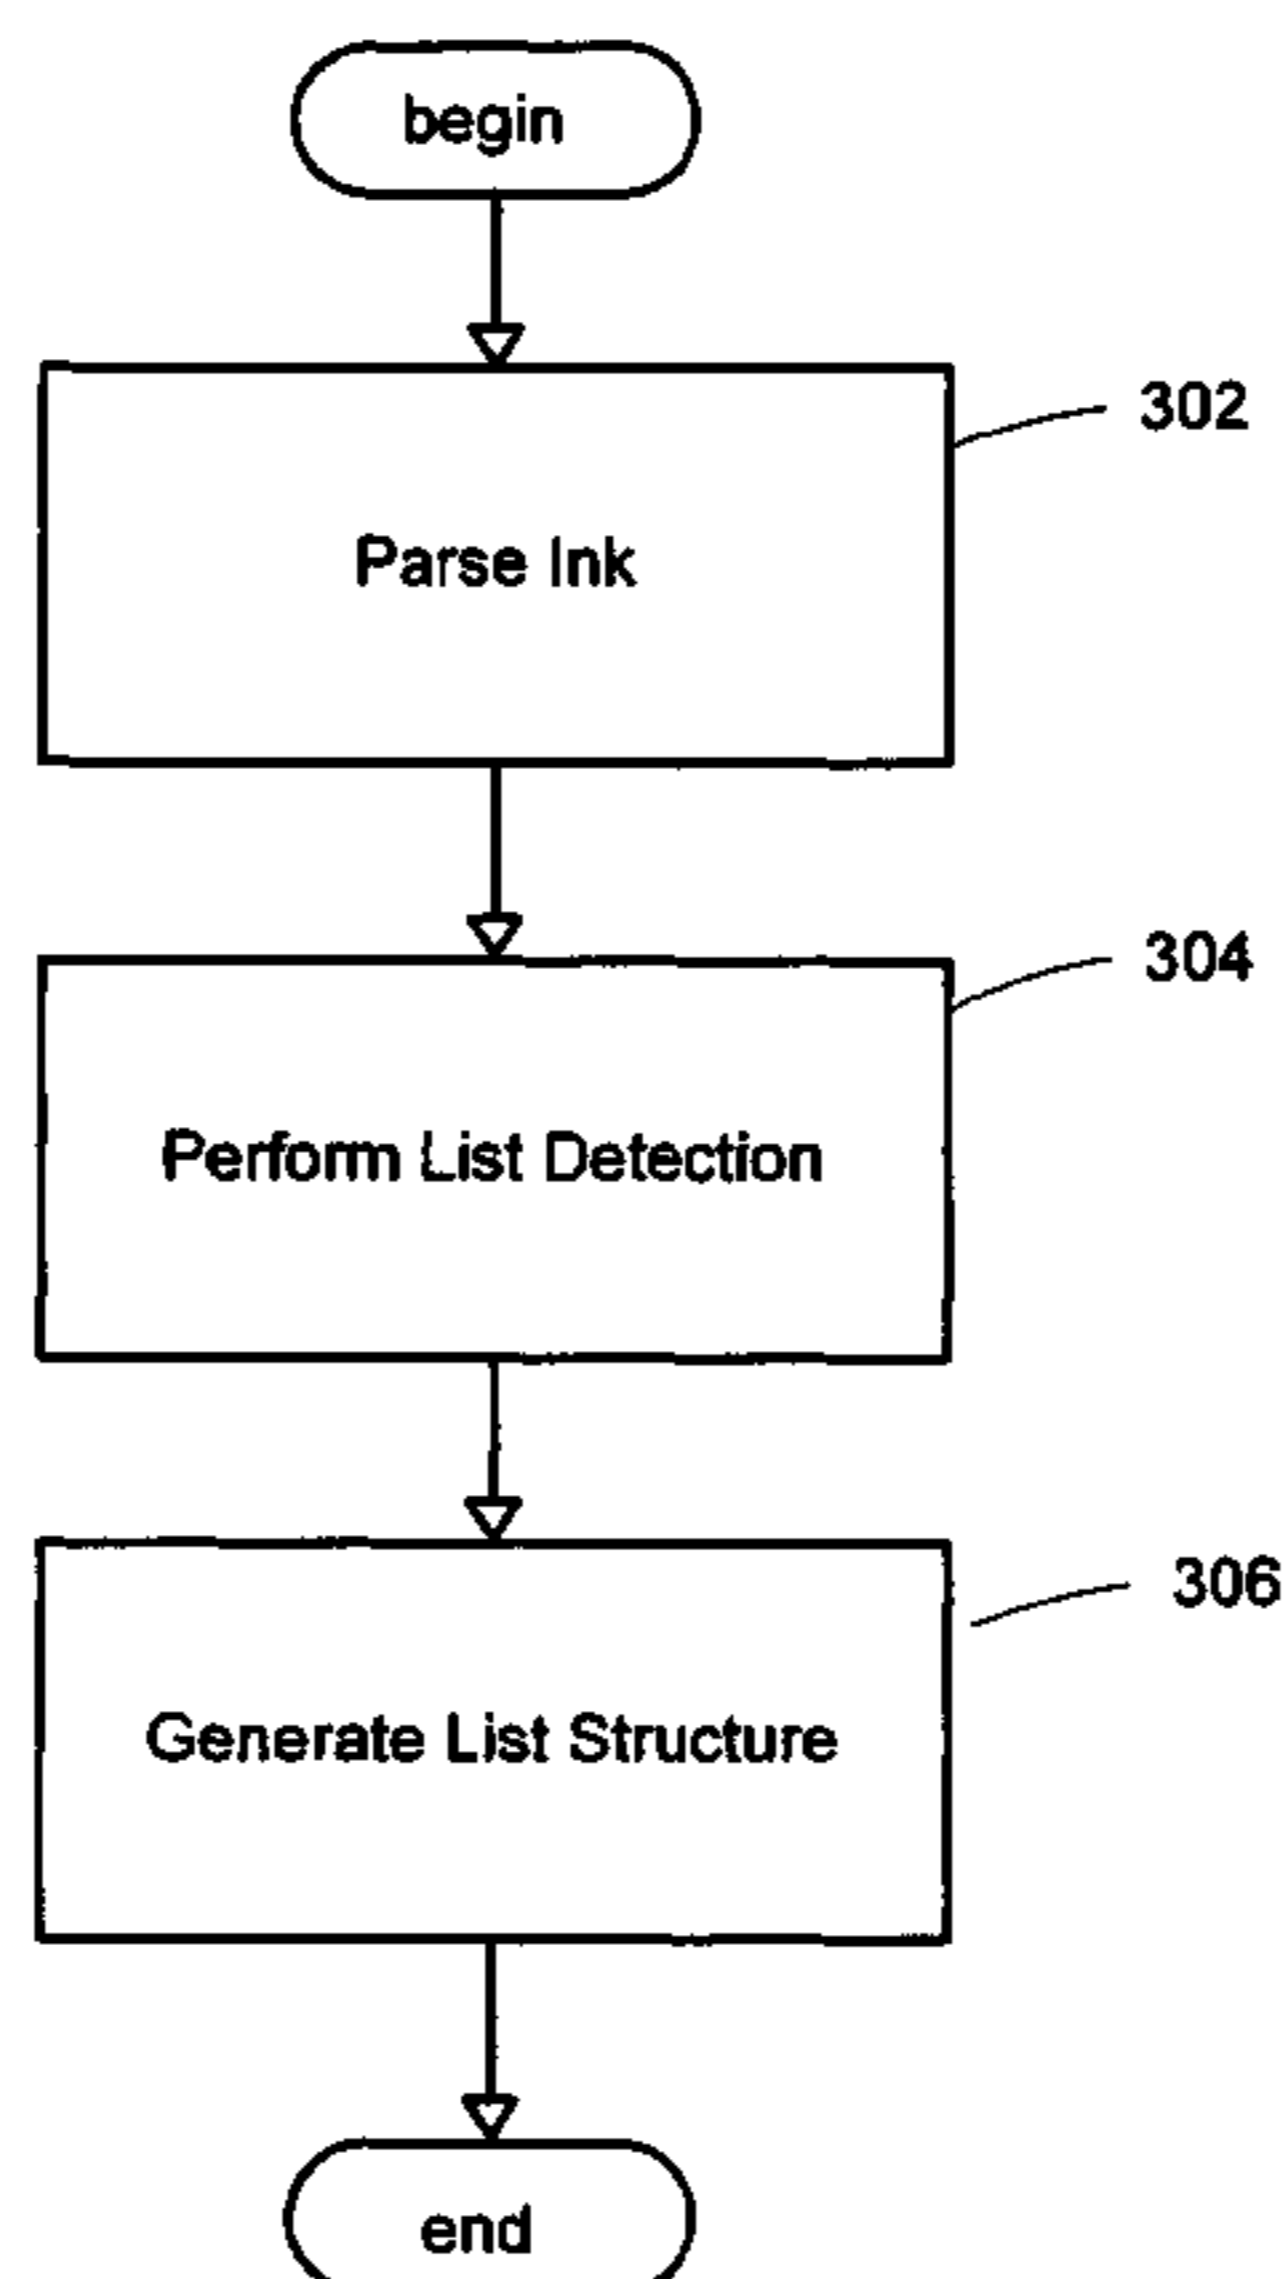 begin
302
Parse Ink
304
Perform List Detection
306
Generate List Structure
end